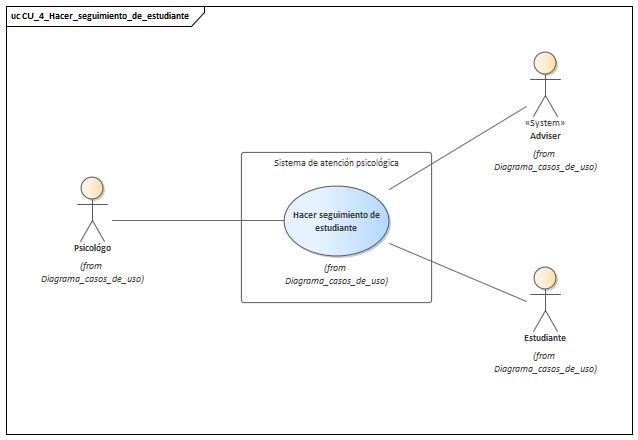 uc CU_4_Hacer_seguimiento_de_estudiante
«System»
Adviser
(from
Diagrama_casos_de_uso)
Sistema de atención psicológica
Hacer seguimiento de
estudiante
(from
Diagrama_casos_de_uso)
Psicológo
(from
Diagrama_casos_de_uso)
Estudiante
(from
Diagrama_casos_de_uso)